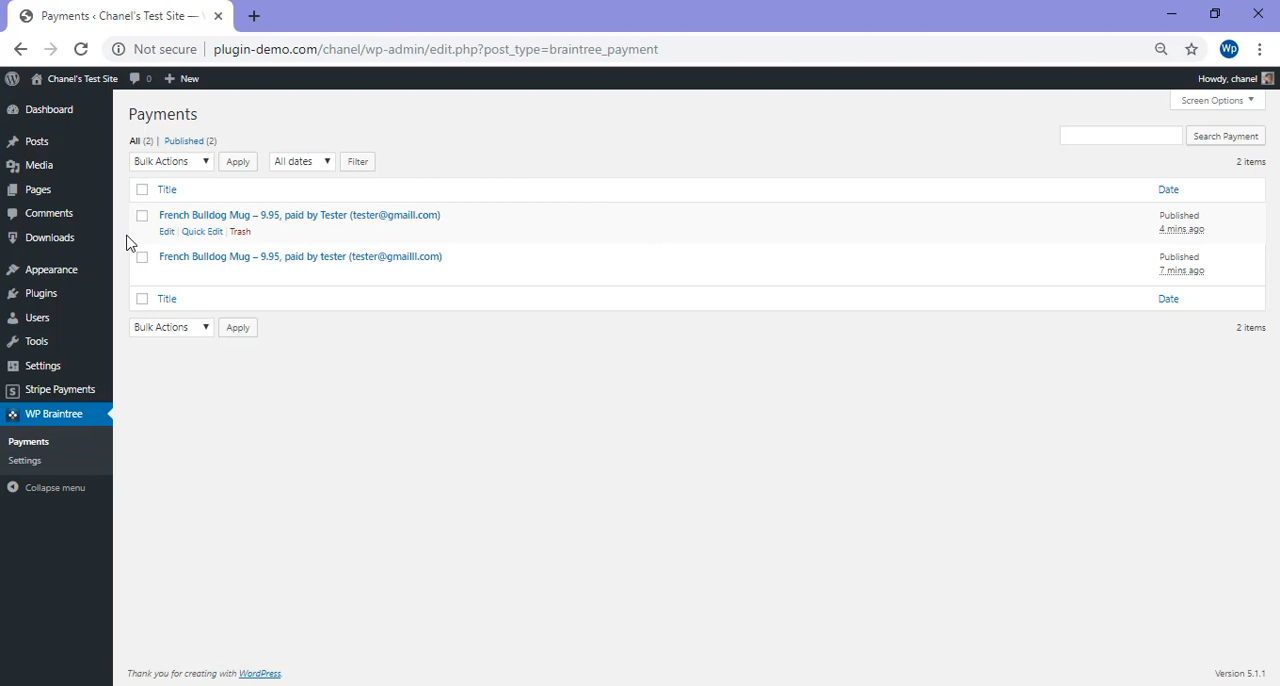 Payments ‹ Chanel's Test Site —
Not secure | plugin-demo.com/chanel/wp-admin/edit.php?post_type=braintree_payment
Wp
Chanel's Test Site 0 New
Howdy, chanel
Screen Options ▼
Dashboard
Posts
Media
Pages
Comments
Downloads
Appearance
Plugins
Users
Tools
Settings
Stripe Payments
WP Braintree
Payments
Settings
Collapse menu
Payments
All (2) | Published (2)
Search Payment
Bulk Actions ▼ Apply All dates ▼ Filter
2 items
Title Date
French Bulldog Mug – 9.95, paid by Tester (tester@gmaill.com)
Edit | Quick Edit | Trash
Published
4 mins ago
French Bulldog Mug – 9.95, paid by tester (tester@gmailll.com)
Published
7 mins ago
Title Date
Bulk Actions ▼ Apply
2 items
Thank you for creating with WordPress.
Version 5.1.1